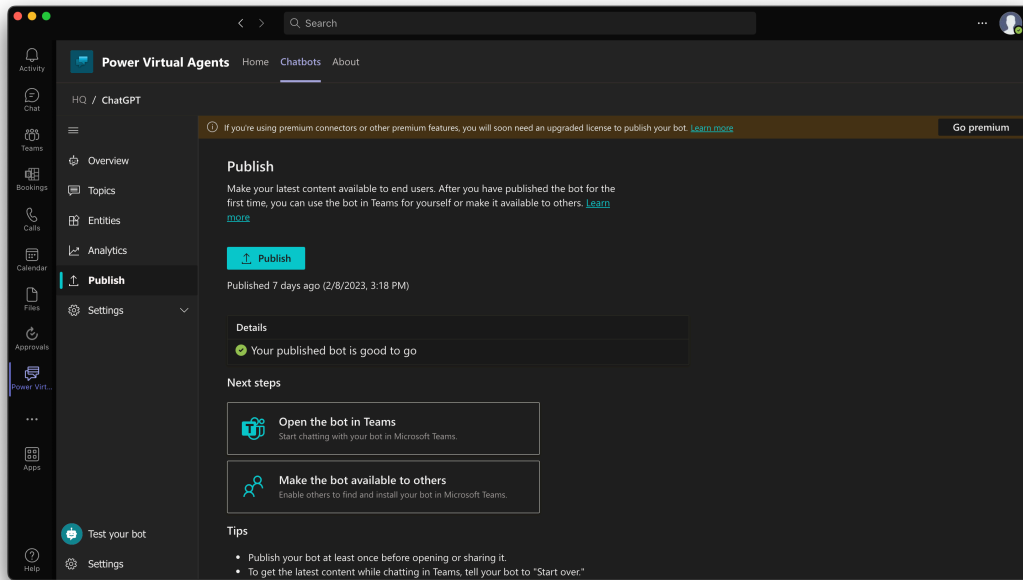 Search
Activity
Chat
Teams
Bookings
Calls
Calendar
Files
Approvals
Power Virt...
Apps
Help
Power Virtual Agents
Home
Chatbots
About
HQ / ChatGPT
Overview
Topics
Entities
Analytics
Publish
Settings
Test your bot
Settings
If you're using premium connectors or other premium features, you will soon need an upgraded license to publish your bot. Learn more
Go premium
Publish
Make your latest content available to end users. After you have published the bot for the
first time, you can use the bot in Teams for yourself or make it available to others. Learn
more
Publish
Published 7 days ago (2/8/2023, 3:18 PM)
Details
Your published bot is good to go
Next steps
Open the bot in Teams
Start chatting with your bot in Microsoft Teams.
Make the bot available to others
Enable others to find and install your bot in Microsoft Teams.
Tips
• Publish your bot at least once before opening or sharing it.
• To get the latest content while chatting in Teams, tell your bot to "Start over."